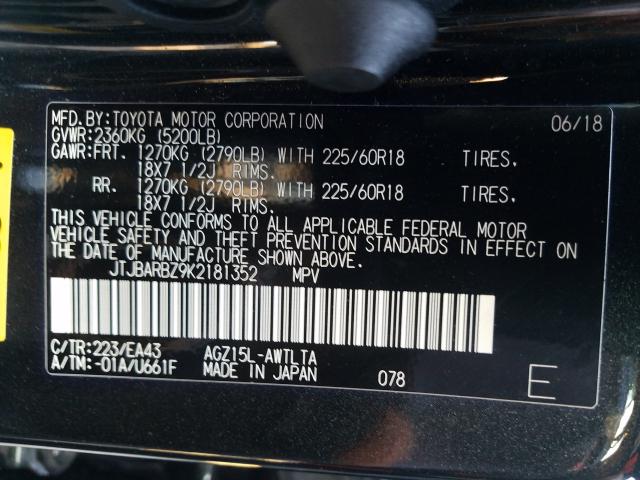 MFD.BY:TOYOTA MOTOR CORPORATION 06/18
GVWR:2360KG (5200LB)
GAWR:FRT. 1270KG (2790LB) WITH 225/60R18 TIRES,
18X7 1/2J RIMS.
RR. 1270KG (2790LB) WITH 225/60R18 TIRES,
18X7 1/2J RIMS.
THIS VEHICLE CONFORMS TO ALL APPLICABLE FEDERAL MOTOR
VEHICLE SAFETY AND THEFT PREVENTION STANDARDS IN EFFECT ON
THE DATE OF MANUFACTURE SHOWN ABOVE.
JTJBARBZ9K2181352 MPV
C/TR:223/EA43 AGZ15L-AWTLTA
A/TM:-01A/U661F MADE IN JAPAN 078 E